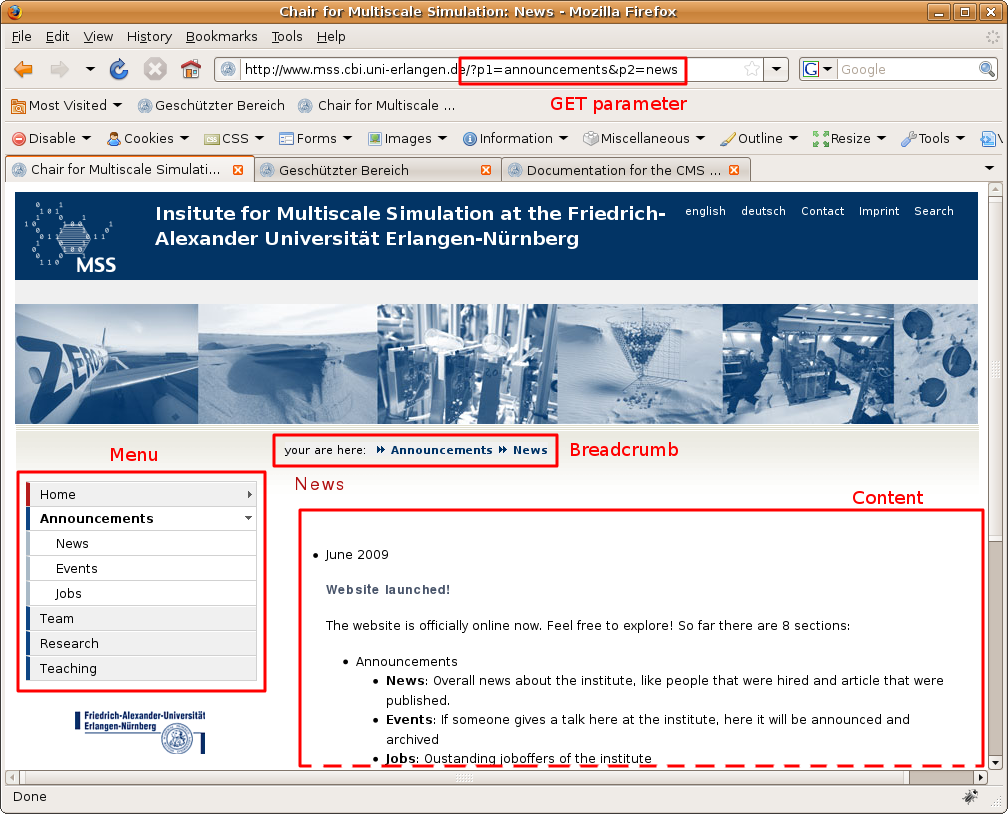 Chair for Multiscale Simulation: News - Mozilla Firefox
File Edit View History Bookmarks Tools Help
http://www.mss.cbi.uni-erlangen.de/?p1=announcements&p2=news
G Google
GET parameter
Most Visited Geschützter Bereich Chair for Multiscale ...
Disable Cookies CSS Forms Images Information Miscellaneous Outline Resize Tools
Chair for Multiscale Simulati... Geschützter Bereich Documentation for the CMS ...
Insitute for Multiscale Simulation at the Friedrich-
Alexander Universität Erlangen-Nürnberg
english deutsch Contact Imprint Search
MSS
ZERO
your are here: Announcements News
Breadcrumb
Menu
News
Content
Home
Announcements
News
Events
Jobs
Team
Research
Teaching
Friedrich-Alexander-Universität
Erlangen-Nürnberg
• June 2009
Website launched!
The website is officially online now. Feel free to explore! So far there are 8 sections:
• Announcements
• News: Overall news about the institute, like people that were hired and article that were
published.
• Events: If someone gives a talk here at the institute, here it will be announced and
archived
• Jobs: Oustanding joboffers of the institute
Done